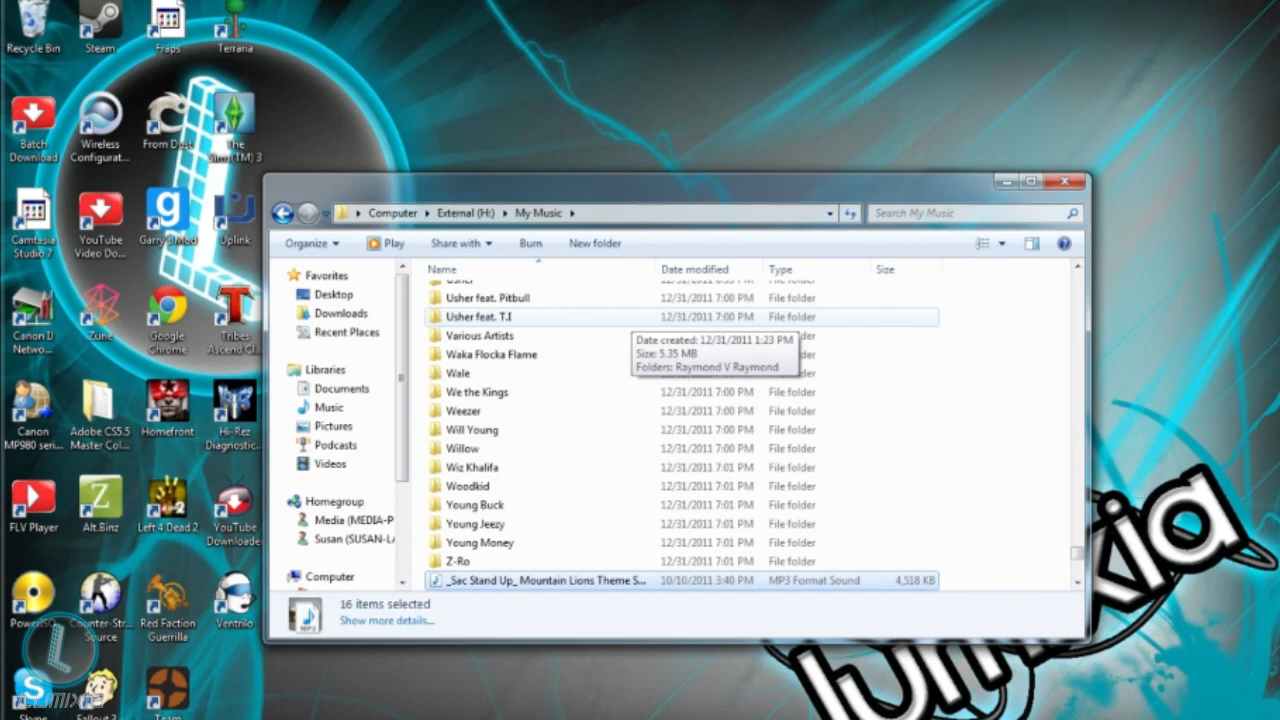 Recycle Bin
Steam
Fraps
Terraria
Batch
Download
Wireless
Configurat...
From Dust
The
Sims(TM) 3
Camtasia
Studio 7
YouTube
Video Do...
Garry's Mod
Uplink
Canon IJ
Netwo...
Zune
Google
Chrome
Tribes
Ascend Cl...
Canon
MP980 seri...
Adobe CS5.5
Master Col...
Homefront
Hi-Rez
Diagnostic...
FLV Player
Alt.Binz
Left 4 Dead 2
YouTube
Downloade
PowerISO
Counter-Str...
Source
Red Faction
Guerrilla
Ventrilo
Skype
Fallout 3
Team
Computer
External (H:)
My Music
Search My Music
Organize
Play
Share with
Burn
New folder
Favorites
Desktop
Downloads
Recent Places
Libraries
Documents
Music
Pictures
Podcasts
Videos
Homegroup
Media (MEDIA-P
Susan (SUSAN-LA
Computer
Name Date modified Type Size
Usher
Usher feat. Pitbull 12/31/2011 7:00 PM File folder
Usher feat. T.I 12/31/2011 7:00 PM File folder
Various Artists
Waka Flocka Flame
Wale
Date created: 12/31/2011 1:23 PM
Size: 5.35 MB
Folders: Raymond V Raymond
We the Kings 12/31/2011 7:00 PM File folder
Weezer 12/31/2011 7:00 PM File folder
Will Young 12/31/2011 7:00 PM File folder
Willow 12/31/2011 7:00 PM File folder
Wiz Khalifa 12/31/2011 7:01 PM File folder
Woodkid 12/31/2011 7:01 PM File folder
Young Buck 12/31/2011 7:01 PM File folder
Young Jeezy 12/31/2011 7:01 PM File folder
Young Money 12/31/2011 7:01 PM File folder
Z-Ro 12/31/2011 7:01 PM File folder
_Sac Stand Up_ Mountain Lions Theme S... 10/10/2011 3:40 PM MP3 Format Sound 4,518 KB
16 items selected
Show more details...
MP3